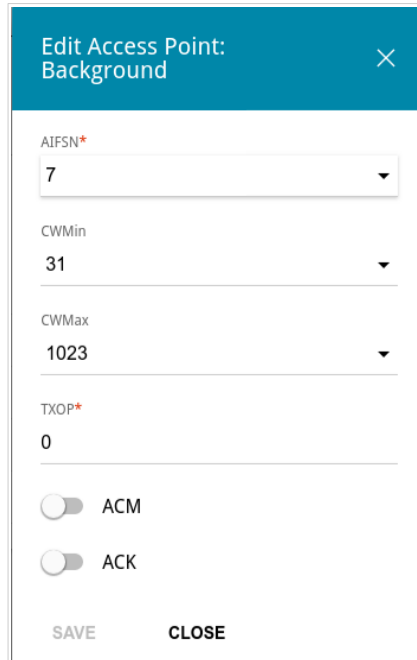 Edit Access Point:
Background
AIFSN*
7
CWMin
31
CWMax
1023
TXOP*
0
ACM
ACK
SAVE CLOSE